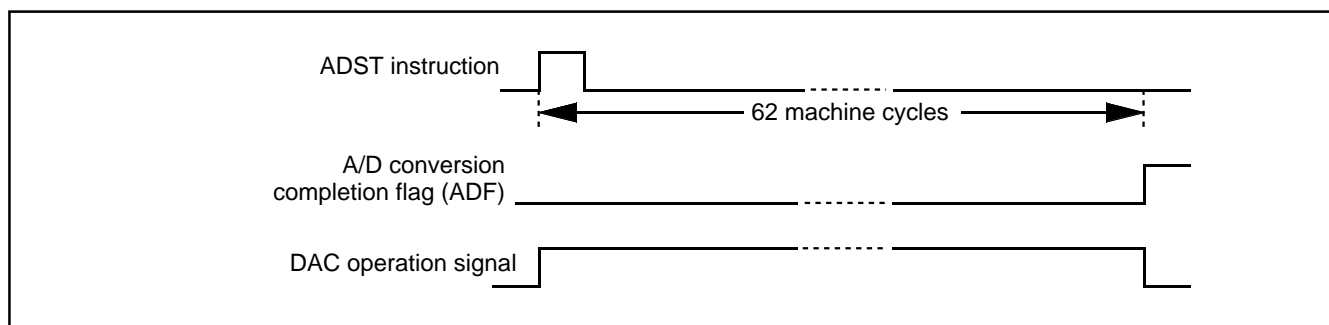 ADST instruction
62 machine cycles
A/D conversion
completion flag (ADF)
DAC operation signal